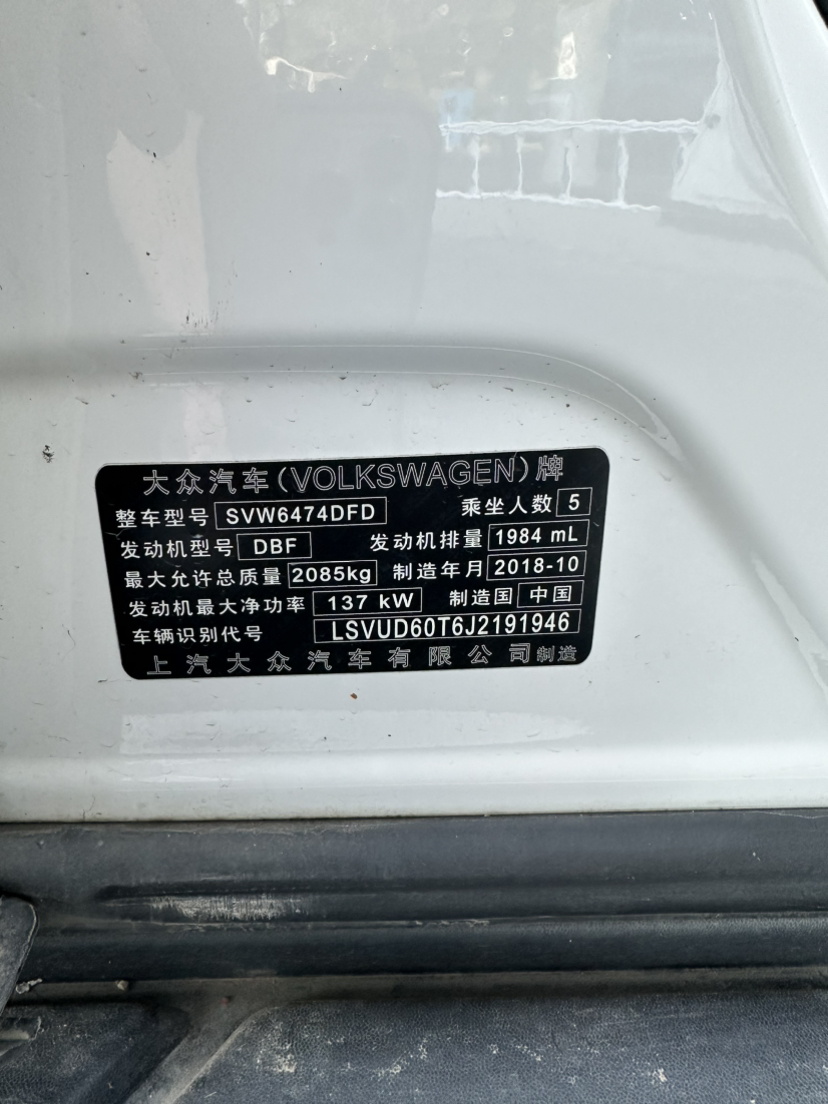 大众汽车(VOLKSWAGEN)牌
整车型号 SVW6474DFD 乘坐人数 5
发动机型号 DBF 发动机排量 1984 mL
最大允许总质量 2085kg 制造年月 2018-10
发动机最大净功率 137 kW 制造国 中国
车辆识别代号 LSVUD60T6J2191946
上汽大众汽车有限公司制造